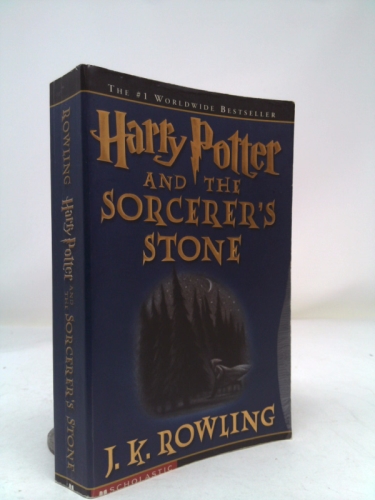 THE #1 WORLDWIDE BESTSELLER
Harry Potter
AND THE
SORCERER'S
STONE
J. K. ROWLING
SCHOLASTIC
ROWLING Harry Potter AND THE SORCERER'S STONE